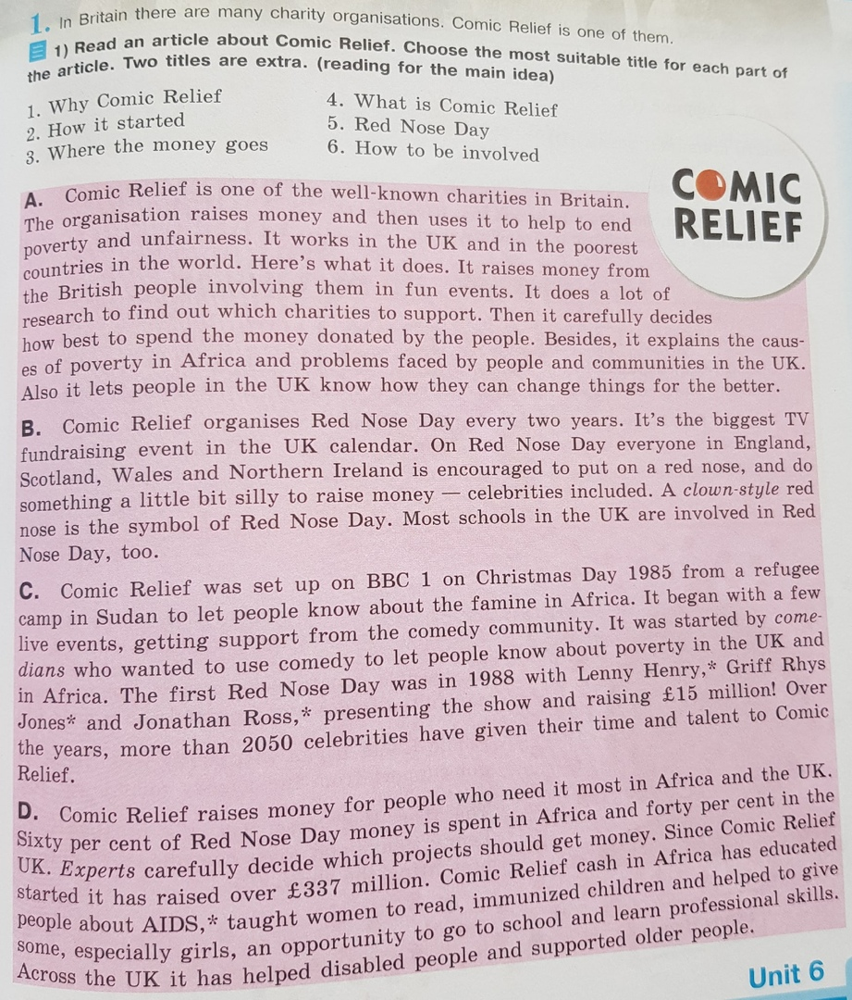 1. In Britain there are many charity organisations. Comic Relief is one of them.
1) Read an article about Comic Relief. Choose the most suitable title for each part of
the article. Two titles are extra. (reading for the main idea)
1. Why Comic Relief
2. How it started
3. Where the money goes
4. What is Comic Relief
5. Red Nose Day
6. How to be involved
COMIC
RELIEF
A. Comic Relief is one of the well-known charities in Britain.
The organisation raises money and then uses it to help to end
poverty and unfairness. It works in the UK and in the poorest
countries in the world. Here's what it does. It raises money from
the British people involving them in fun events. It does a lot of
research to find out which charities to support. Then it carefully decides
how best to spend the money donated by the people. Besides, it explains the caus-
es of poverty in Africa and problems faced by people and communities in the UK.
Also it lets people in the UK know how they can change things for the better.
B. Comic Relief organises Red Nose Day every two years. It's the biggest TV
fundraising event in the UK calendar. On Red Nose Day everyone in England,
Scotland, Wales and Northern Ireland is encouraged to put on a red nose, and do
something a little bit silly to raise money — celebrities included. A clown-style red
nose is the symbol of Red Nose Day. Most schools in the UK are involved in Red
Nose Day, too.
C. Comic Relief was set up on BBC 1 on Christmas Day 1985 from a refugee
camp in Sudan to let people know about the famine in Africa. It began with a few
live events, getting support from the comedy community. It was started by come-
dians who wanted to use comedy to let people know about poverty in the UK and
in Africa. The first Red Nose Day was in 1988 with Lenny Henry,* Griff Rhys
Jones* and Jonathan Ross,* presenting the show and raising £15 million! Over
the years, more than 2050 celebrities have given their time and talent to Comic
Relief.
D. Comic Relief raises money for people who need it most in Africa and the UK.
Sixty per cent of Red Nose Day money is spent in Africa and forty per cent in the
UK. Experts carefully decide which projects should get money. Since Comic Relief
started it has raised over £337 million. Comic Relief cash in Africa has educated
people about AIDS,* taught women to read, immunized children and helped to give
some, especially girls, an opportunity to go to school and learn professional skills.
Across the UK it has helped disabled people and supported older people.
Unit 6